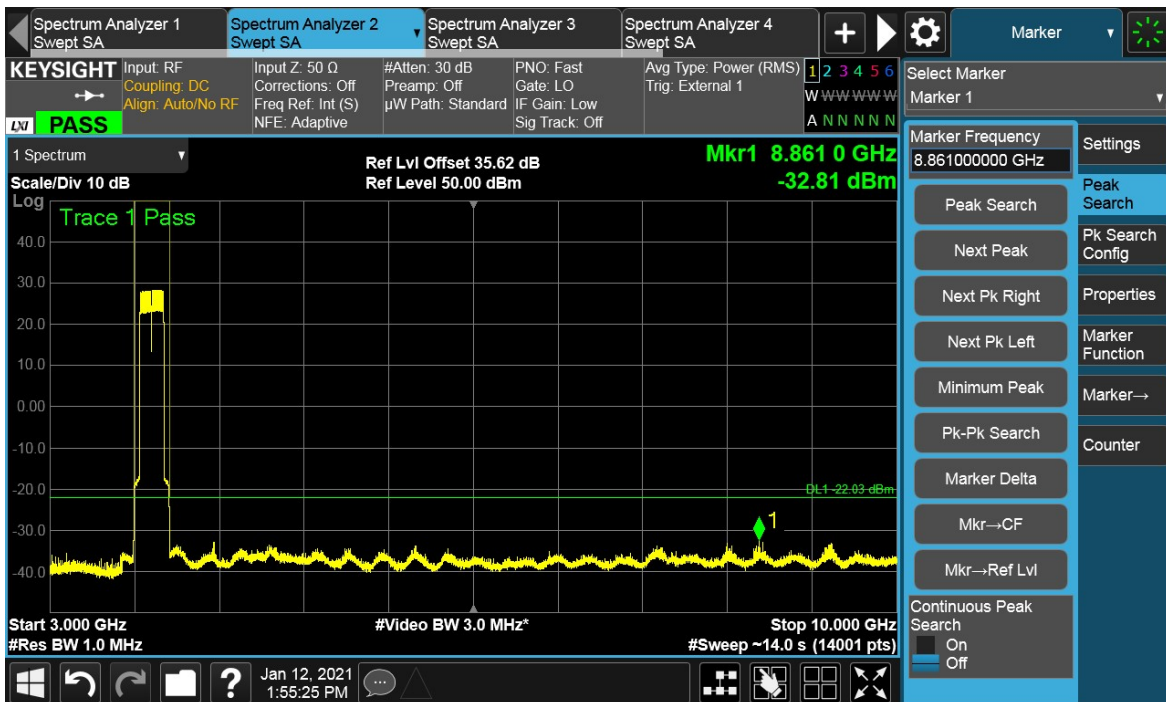 Spectrum Analyzer 1
Swept SA
Spectrum Analyzer 2
Swept SA
Spectrum Analyzer 3
Swept SA
Spectrum Analyzer 4
Swept SA
+
Marker
KEYSIGHT
LXI
PASS
Input: RF
Coupling: DC
Align: Auto/No RF
Input Z: 50 Ω
Corrections: Off
Freq Ref: Int (S)
NFE: Adaptive
#Atten: 30 dB
Preamp: Off
µW Path: Standard
PNO: Fast
Gate: LO
IF Gain: Low
Sig Track: Off
Avg Type: Power (RMS)
Trig: External 1
1 2 3 4 5 6
W W W W W W
A N N N N N
Select Marker
Marker 1
1 Spectrum
Scale/Div 10 dB
Ref Lvl Offset 35.62 dB
Ref Level 50.00 dBm
Mkr1 8.861 0 GHz
-32.81 dBm
Log
Trace 1 Pass
40.0
30.0
20.0
10.0
0.00
-10.0
-20.0
-30.0
-40.0
DL1 -22.03 dBm
1
Start 3.000 GHz
#Res BW 1.0 MHz
#Video BW 3.0 MHz*
Stop 10.000 GHz
#Sweep ~14.0 s (14001 pts)
Marker Frequency
8.861000000 GHz
Peak Search
Next Peak
Next Pk Right
Next Pk Left
Minimum Peak
Pk-Pk Search
Marker Delta
Mkr→CF
Mkr→Ref Lvl
Continuous Peak
Search
On
Off
Settings
Peak
Search
Pk Search
Config
Properties
Marker
Function
Marker→
Counter
?
Jan 12, 2021
1:55:25 PM